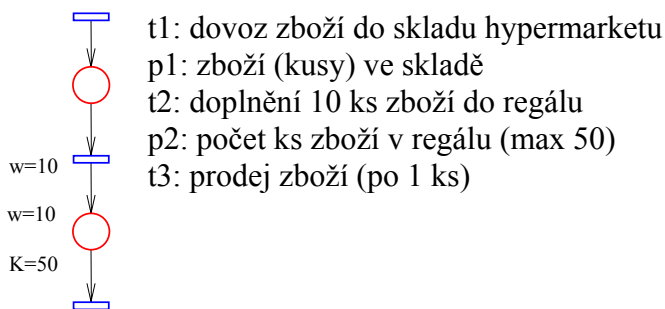 t1: dovoz zboží do skladu hypermarketu
p1: zboží (kusy) ve skladě
t2: doplnění 10 ks zboží do regálu
p2: počet ks zboží v regálu (max 50)
t3: prodej zboží (po 1 ks)
w=10
w=10
K=50